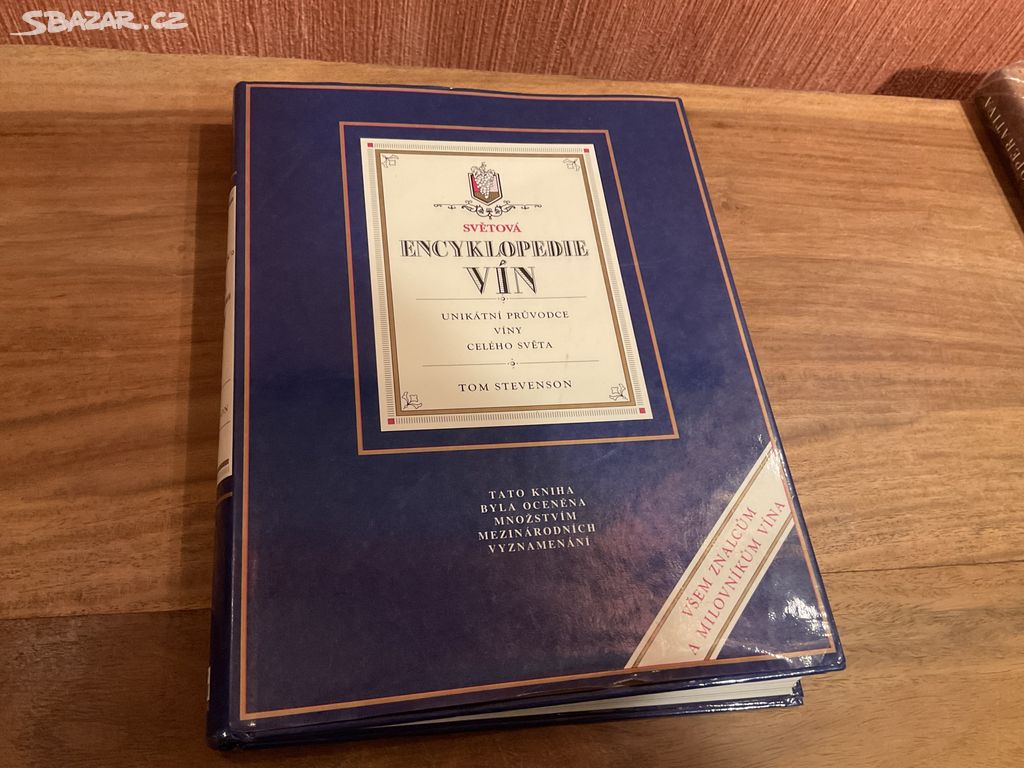 SBAZAR.CZ
SVĚTOVÁ
ENCYKLOPEDIE
VÍN
UNIKÁTNÍ PRŮVODCE
VÍNY
CELÉHO SVĚTA
TOM STEVENSON
TATO KNIHA
BYLA OCENĚNA
MNOŽSTVÍM
MEZINÁRODNÍCH
VYZNAMENÁNÍ
VŠEM ZNALCŮM
A MILOVNÍKŮM VÍNA